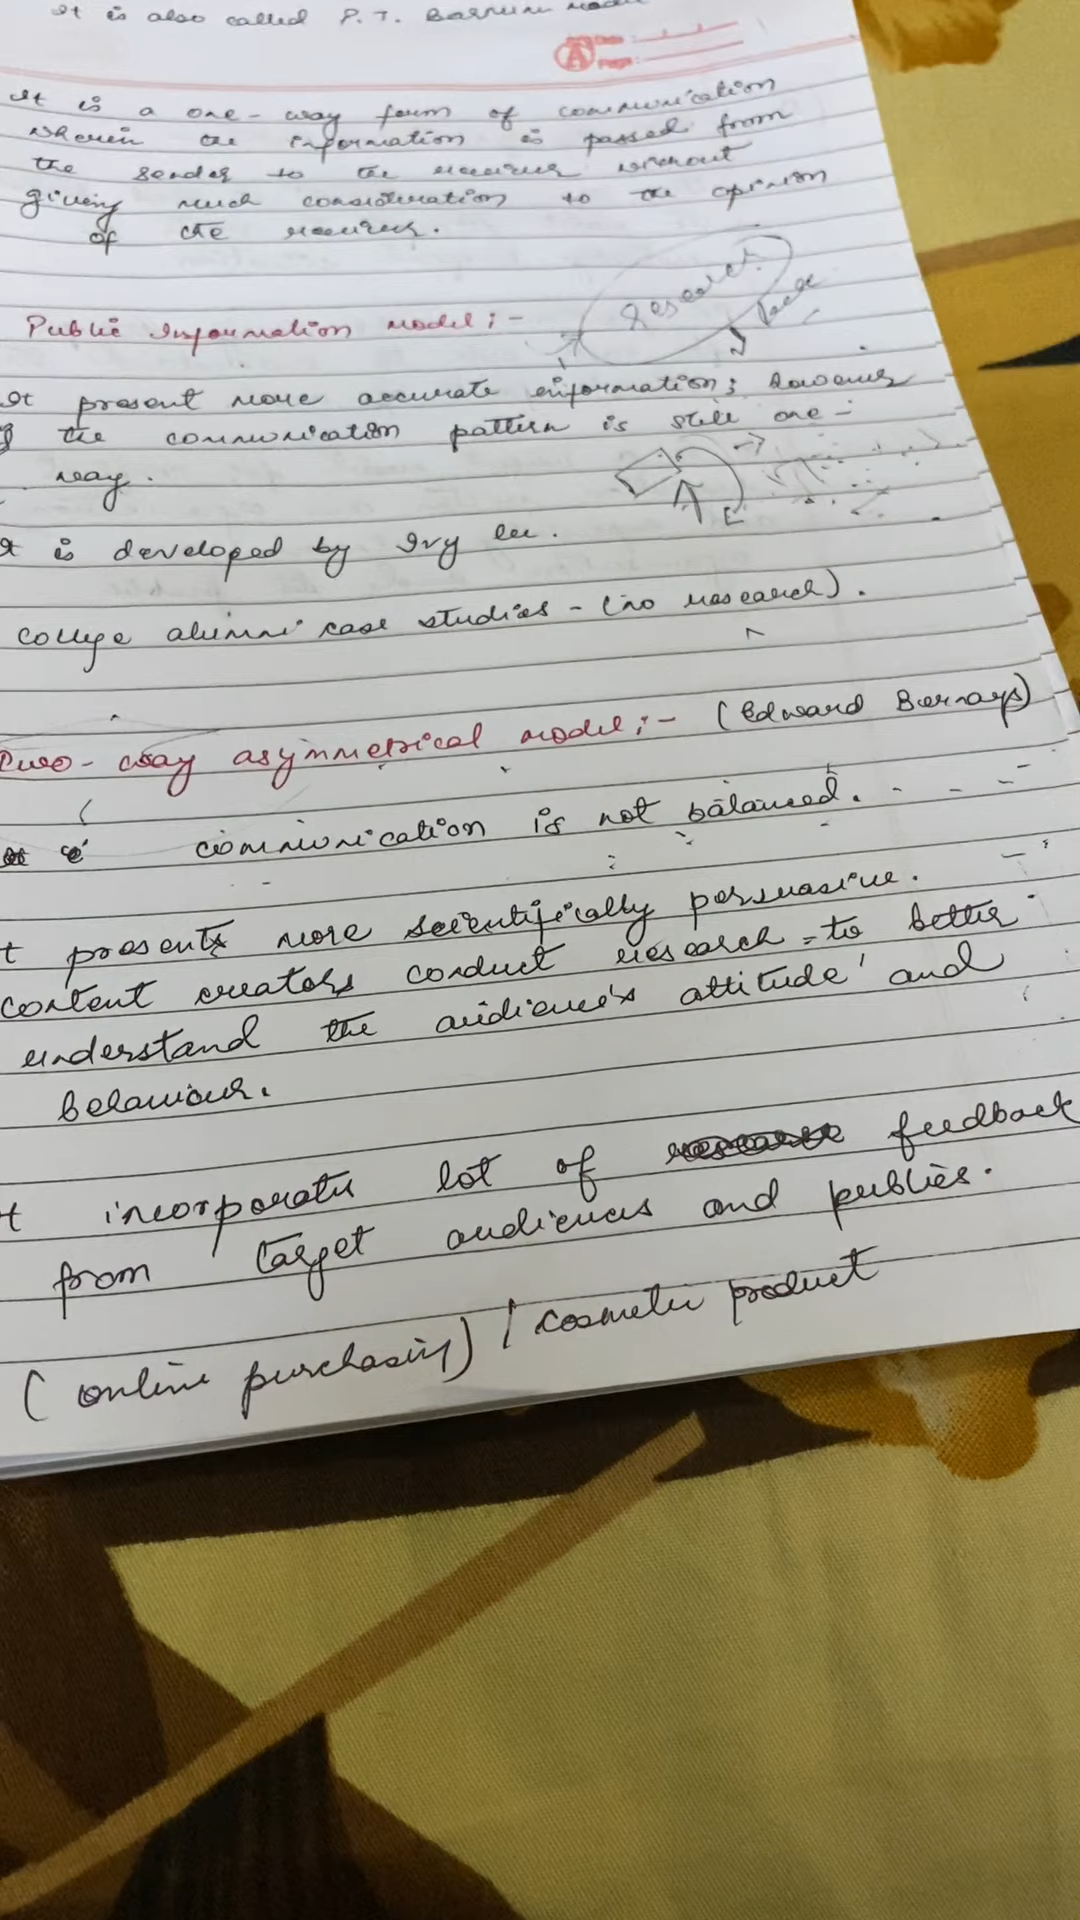 It is also called P. T. Barnum
Date :
Page :
It is a one-way form of communication
wherein the information is passed from
the sender to the receiver without
giving much consideration to the opinion
of the receiver.
Research
Public Information model :-
It present more accurate information; however
the communication pattern is still one-
way.
It is developed by Ivy lee.
College alumni case studies - (no research).
Two-way asymmetrical model :- (Edward Bernays)
communication is not balanced.
It presents more scientifically persuasive.
content creators conduct research - to better
understand the audience's attitude and
behaviour.
It incorporates lot of feedback
from target audiences and publics.
(online purchasing) / cosmetic product